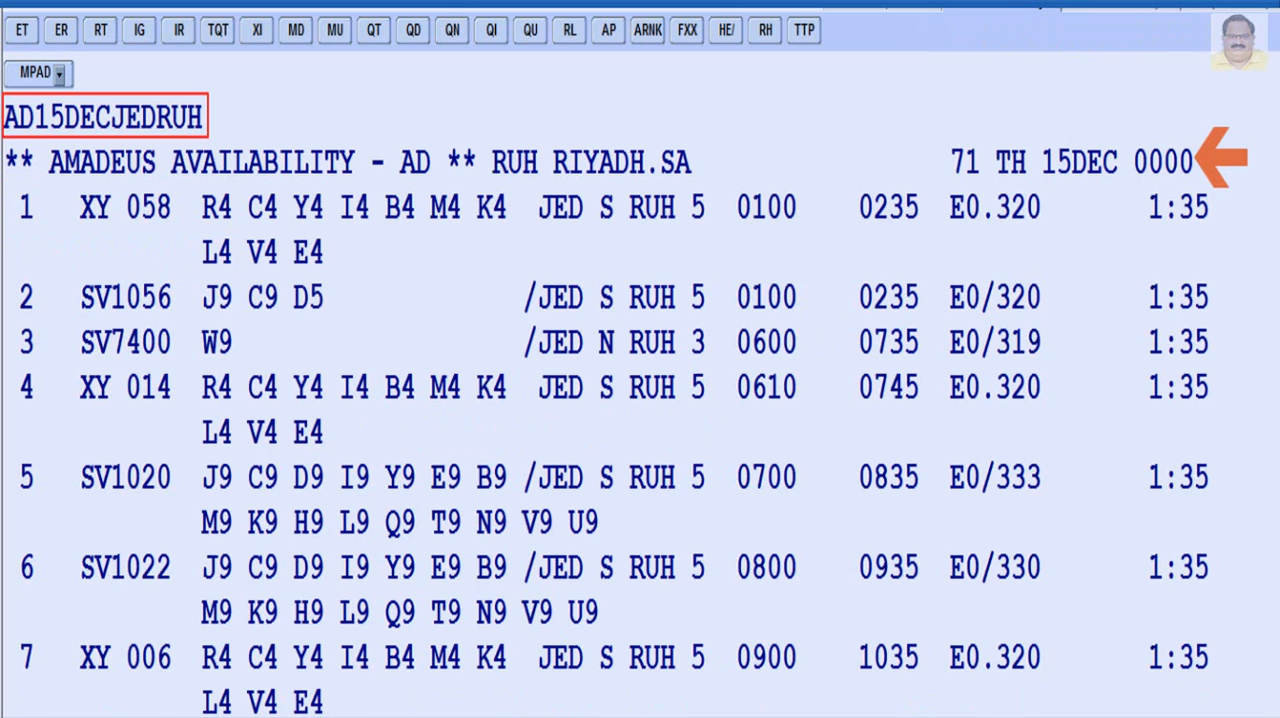 ET ER RT IG IR TQT XI MD MU QT QD QN QI QU RL AP ARNK FXX HE/ RH TTP
MPAD
AD15DECJEDRUH
** AMADEUS AVAILABILITY - AD ** RUH RIYADH.SA 71 TH 15DEC 0000
1 XY 058 R4 C4 Y4 I4 B4 M4 K4 JED S RUH 5 0100 0235 E0.320 1:35
L4 V4 E4
2 SV1056 J9 C9 D5 /JED S RUH 5 0100 0235 E0/320 1:35
3 SV7400 W9 /JED N RUH 3 0600 0735 E0/319 1:35
4 XY 014 R4 C4 Y4 I4 B4 M4 K4 JED S RUH 5 0610 0745 E0.320 1:35
L4 V4 E4
5 SV1020 J9 C9 D9 I9 Y9 E9 B9 /JED S RUH 5 0700 0835 E0/333 1:35
M9 K9 H9 L9 Q9 T9 N9 V9 U9
6 SV1022 J9 C9 D9 I9 Y9 E9 B9 /JED S RUH 5 0800 0935 E0/330 1:35
M9 K9 H9 L9 Q9 T9 N9 V9 U9
7 XY 006 R4 C4 Y4 I4 B4 M4 K4 JED S RUH 5 0900 1035 E0.320 1:35
L4 V4 E4